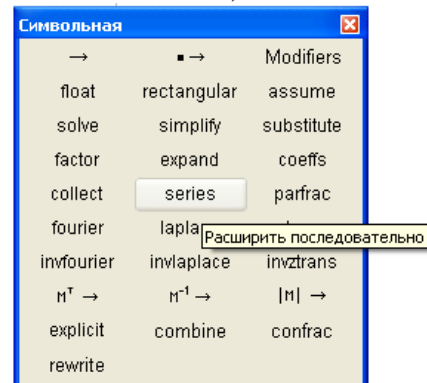 Символьная
→ ▪ → Modifiers
float rectangular assume
solve simplify substitute
factor expand coeffs
collect series parfrac
fourier
Расширить последовательно
invfourier invlaplace invztrans
Mᵀ → M⁻¹ → |M| →
explicit combine confrac
rewrite